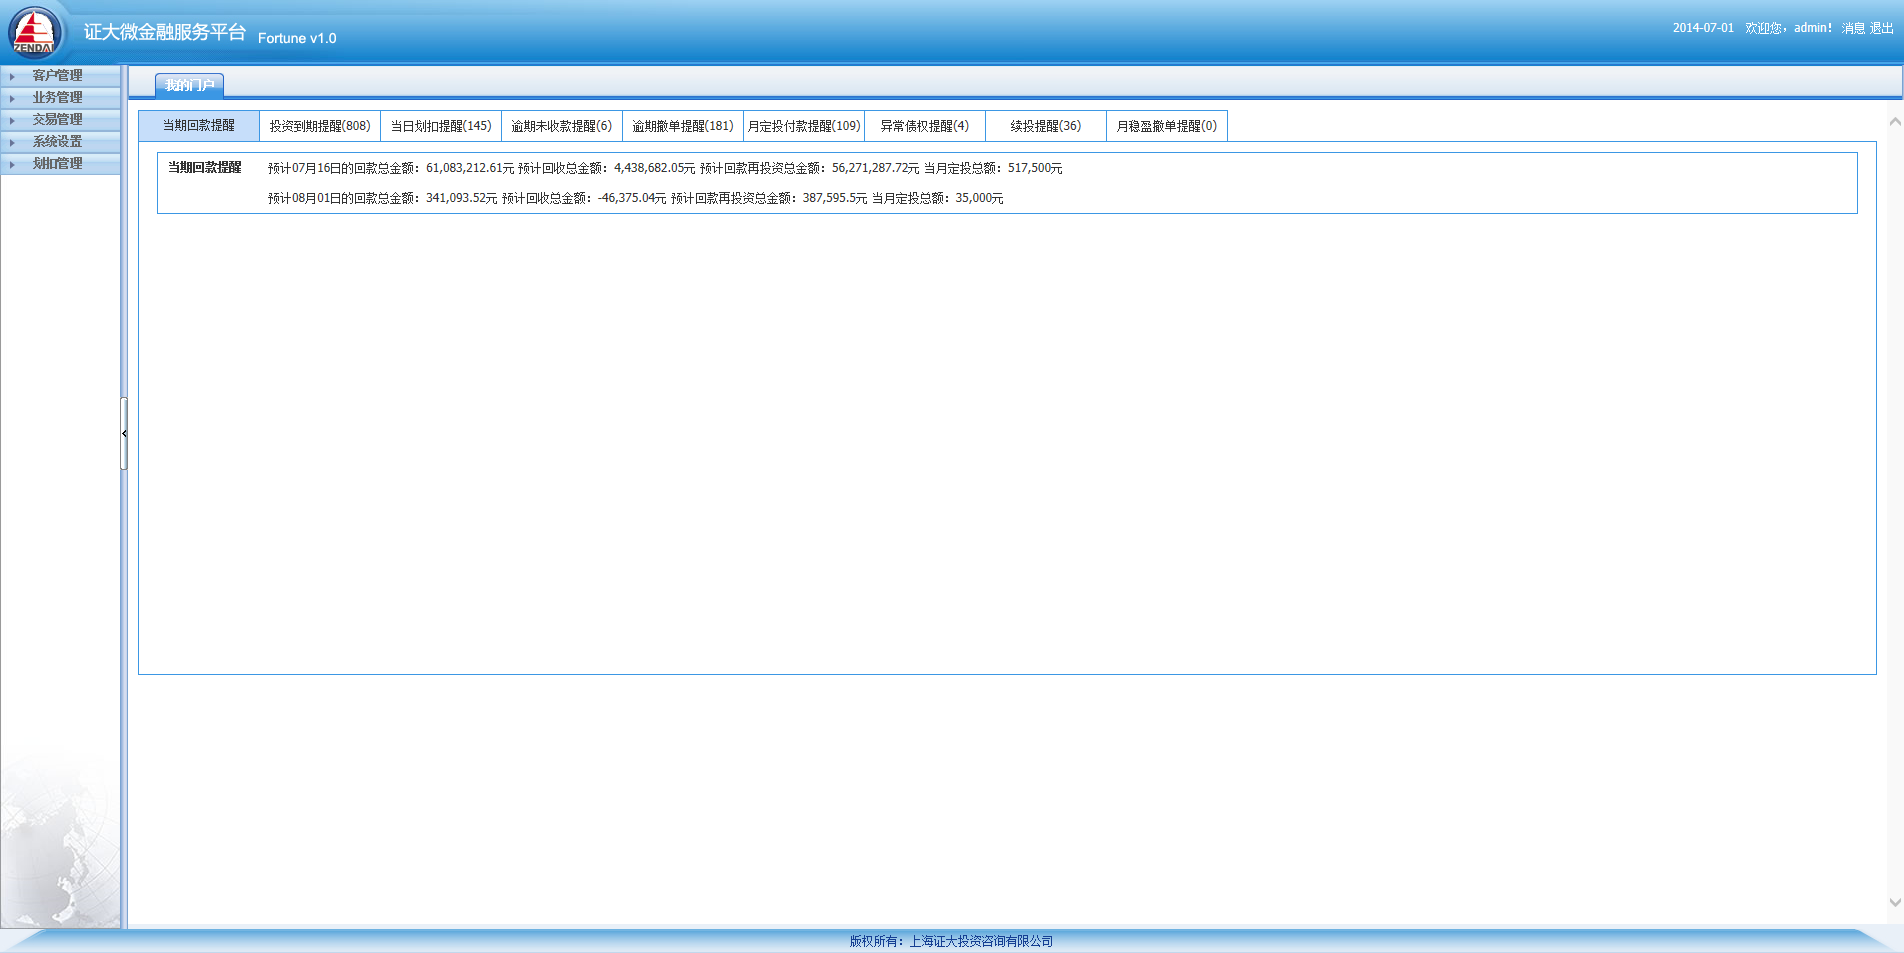 ZENDAI
证大微金融服务平台 Fortune v1.0
2014-07-01 欢迎您，admin! 消息 退出
客户管理
业务管理
交易管理
系统设置
划扣管理
我的门户
当期回款提醒 投资到期提醒(808) 当日划扣提醒(145) 逾期未收款提醒(6) 逾期撤单提醒(181) 月定投付款提醒(109) 异常债权提醒(4) 续投提醒(36) 月稳盈撤单提醒(0)
当期回款提醒 预计07月16日的回款总金额：61,083,212.61元 预计回收总金额：4,438,682.05元 预计回款再投资总金额：56,271,287.72元 当月定投总额：517,500元
预计08月01日的回款总金额：341,093.52元 预计回收总金额：-46,375.04元 预计回款再投资总金额：387,595.5元 当月定投总额：35,000元
版权所有：上海证大投资咨询有限公司